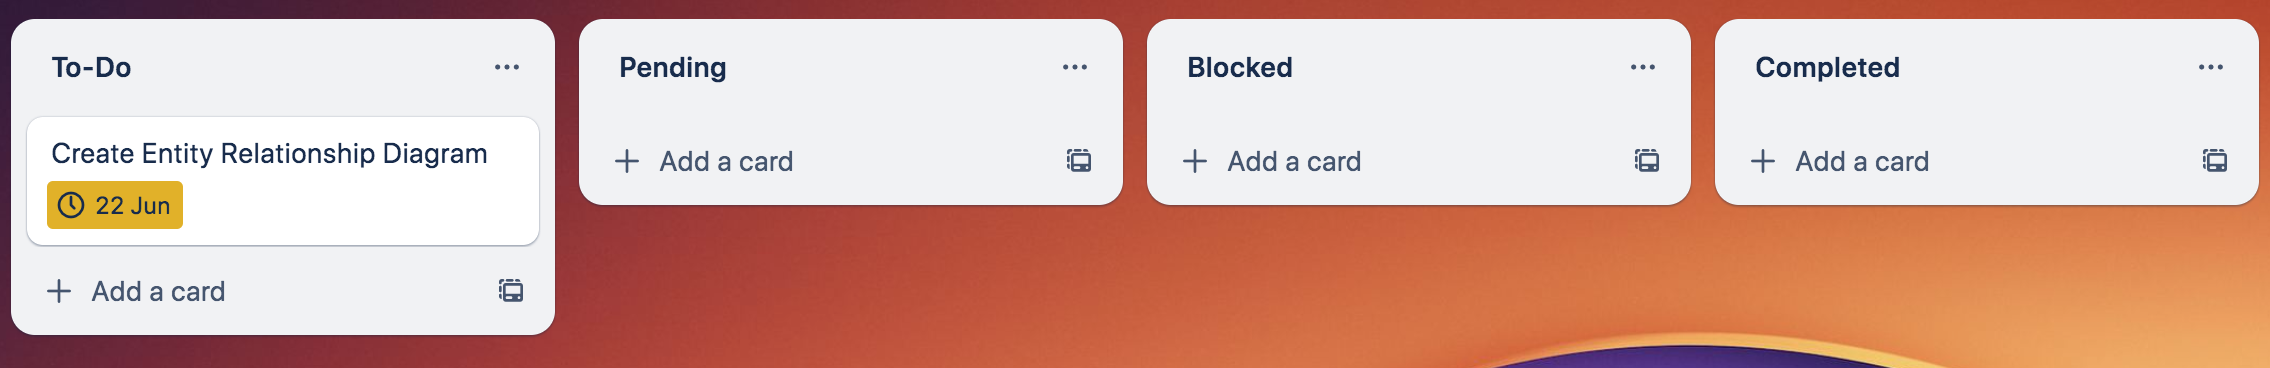 To-Do
Create Entity Relationship Diagram
22 Jun
Add a card
Pending
Add a card
Blocked
Add a card
Completed
Add a card